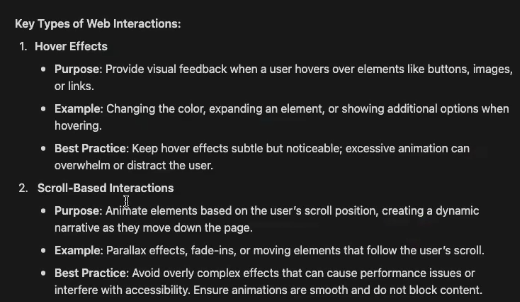 Key Types of Web Interactions:
1. Hover Effects
• Purpose: Provide visual feedback when a user hovers over elements like buttons, images,
or links.
• Example: Changing the color, expanding an element, or showing additional options when
hovering.
• Best Practice: Keep hover effects subtle but noticeable; excessive animation can
overwhelm or distract the user.
2. Scroll-Based Interactions
• Purpose: Animate elements based on the user's scroll position, creating a dynamic
narrative as they move down the page.
• Example: Parallax effects, fade-ins, or moving elements that follow the user's scroll.
• Best Practice: Avoid overly complex effects that can cause performance issues or
interfere with accessibility. Ensure animations are smooth and do not block content.